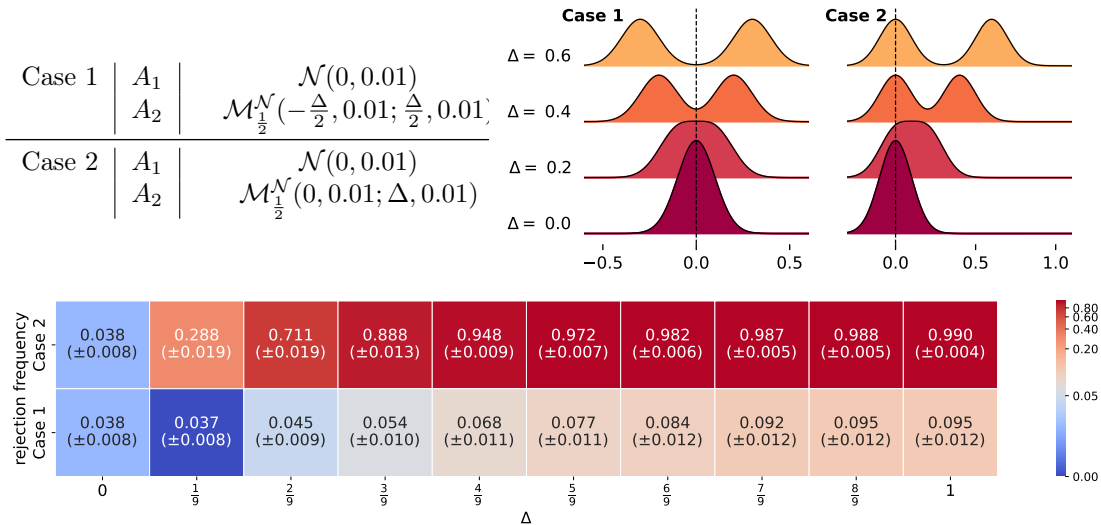 Case 1 A₁ 𝒩(0, 0.01)
A₂ ℳ^𝒩_{1/2}(−Δ/2, 0.01; Δ/2, 0.01)
Case 2 A₁ 𝒩(0, 0.01)
A₂ ℳ^𝒩_{1/2}(0, 0.01; Δ, 0.01)
Case 1
Case 2
Δ = 0.6
Δ = 0.4
Δ = 0.2
Δ = 0.0
−0.5 0.0 0.5
0.0 1.0
rejection frequency
Case 2
0.038 0.288 0.711 0.888 0.948 0.972 0.982 0.987 0.988 0.990
(±0.008) (±0.019) (±0.019) (±0.013) (±0.009) (±0.007) (±0.006) (±0.005) (±0.005) (±0.004)
Case 1
0.038 0.037 0.045 0.054 0.068 0.077 0.084 0.092 0.095 0.095
(±0.008) (±0.008) (±0.009) (±0.010) (±0.011) (±0.011) (±0.012) (±0.012) (±0.012) (±0.012)
0 1/9 2/9 3/9 4/9 5/9 6/9 7/9 8/9 1
Δ
0.80
0.60
0.40
0.20
0.05
0.00